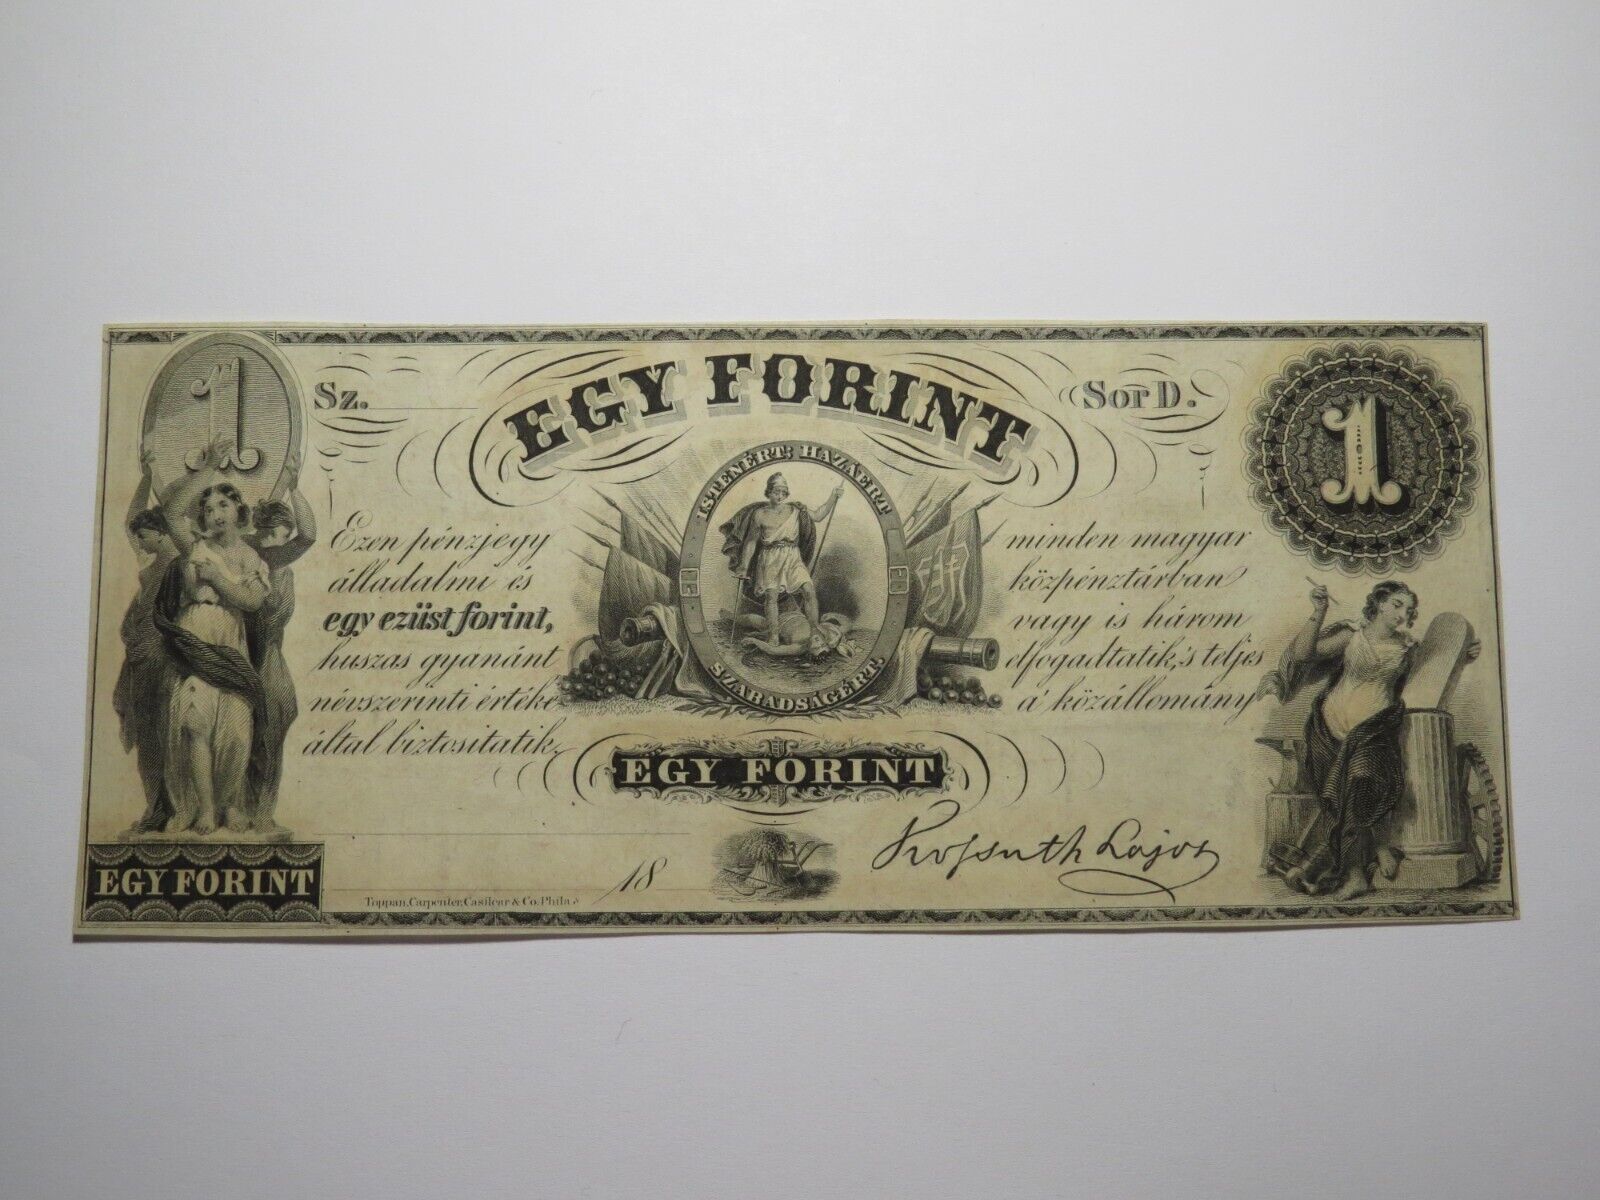 1
Sz.
EGY FORINT
Sor D.
1
ISTENÉRT; HAZÁÉRT
SZABADSÁGÉRT.
Ezen pénzjegy minden magyar
álladalmi és közpénztárban
egy ezüst forint, vagy is három
huszas gyanánt elfogadtatik, 's teljes
névszerinti értéke a' közállomány
által biztositatik.
EGY FORINT
Kossuth Lajos
18
EGY FORINT
Toppan, Carpenter, Casilear & Co. Phila.